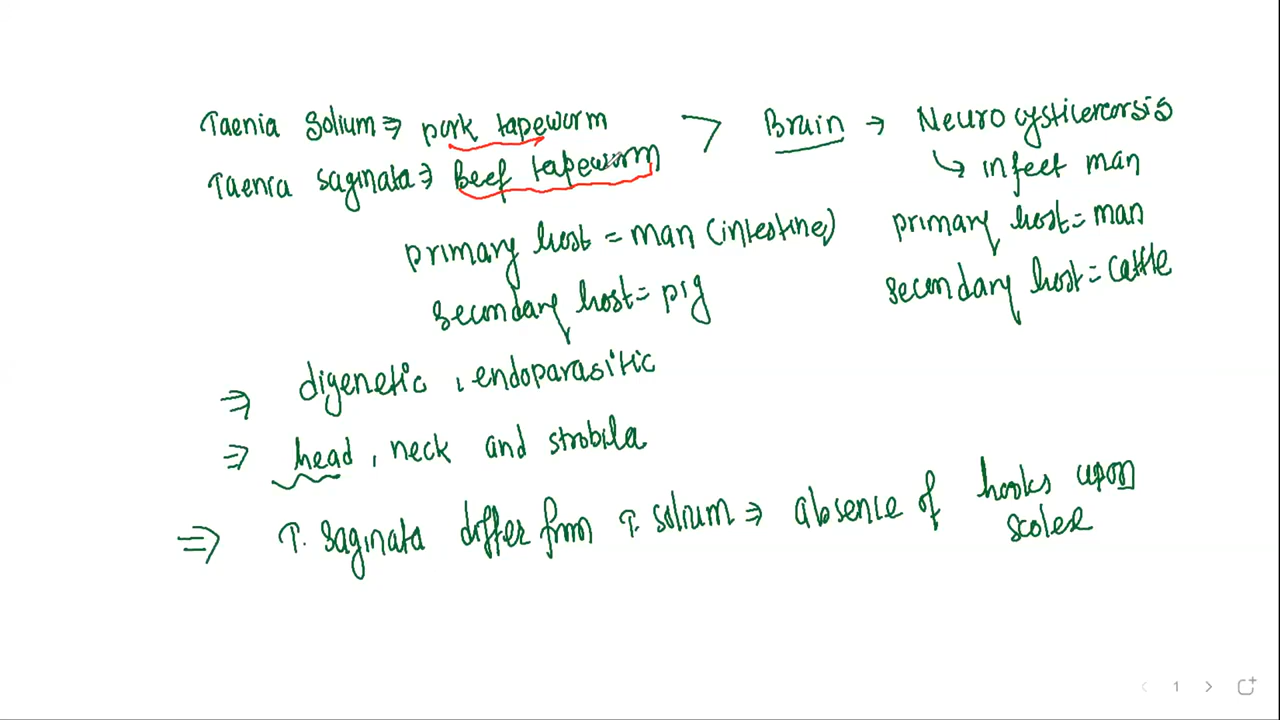 Taenia Solium ⇒ pork tapeworm > Brain → Neurocysticercosis
Taenia saginata ⇒ Beef tapeworm ↳ infect man
primary host = man (intestine) primary host = man
secondary host = pig secondary host = cattle
⇒ digenetic, endoparasitic
⇒ head, neck and strobila
⇒ T. Saginata differ from T. solium ⇒ absence of hooks upon
scolex
1